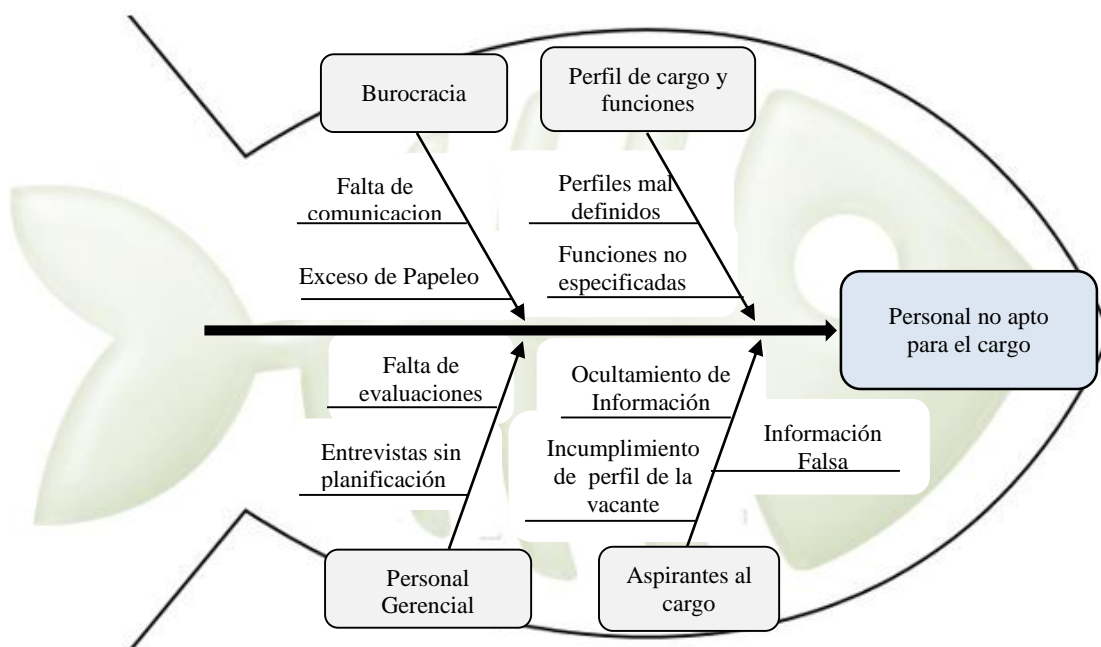 Burocracia
Perfil de cargo y
funciones
Falta de
comunicacion
Exceso de Papeleo
Perfiles mal
definidos
Funciones no
especificadas
Personal no apto
para el cargo
Falta de
evaluaciones
Entrevistas sin
planificación
Ocultamiento de
Información
Incumplimiento
de perfil de la
vacante
Información
Falsa
Personal
Gerencial
Aspirantes al
cargo